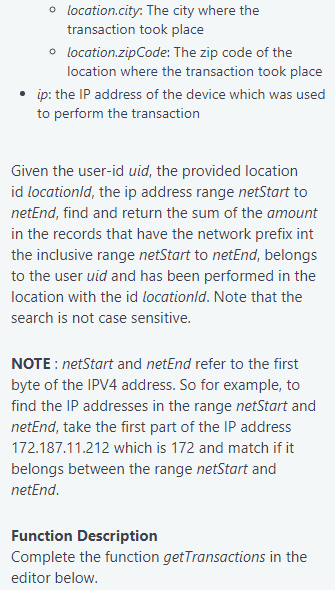 location.city: The city where the
transaction took place
location.zipCode: The zip code of the
location where the transaction took place
ip: the IP address of the device which was used
to perform the transaction
Given the user-id uid, the provided location
id locationId, the ip address range netStart to
netEnd, find and return the sum of the amount
in the records that have the network prefix int
the inclusive range netStart to netEnd, belongs
to the user uid and has been performed in the
location with the id locationId. Note that the
search is not case sensitive.
NOTE : netStart and netEnd refer to the first
byte of the IPV4 address. So for example, to
find the IP addresses in the range netStart and
netEnd, take the first part of the IP address
172.187.11.212 which is 172 and match if it
belongs between the range netStart and
netEnd.
Function Description
Complete the function getTransactions in the
editor below.